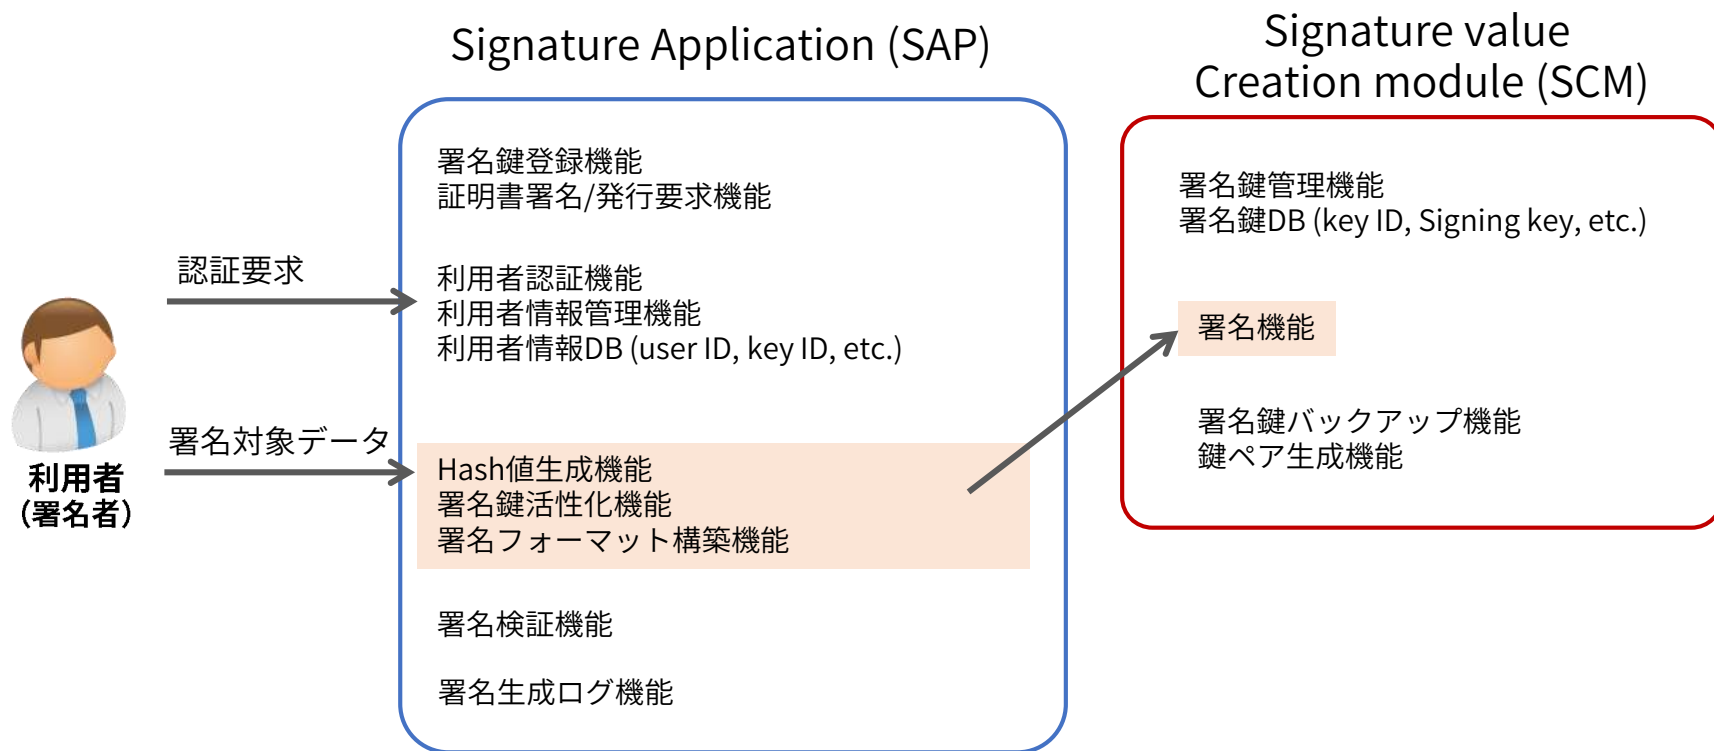 Signature Application (SAP)
Signature value
Creation module (SCM)
署名鍵登録機能
証明書署名/発行要求機能
利用者認証機能
利用者情報管理機能
利用者情報DB (user ID, key ID, etc.)
Hash値生成機能
署名鍵活性化機能
署名フォーマット構築機能
署名検証機能
署名生成ログ機能
認証要求
署名対象データ
利用者
（署名者）
署名鍵管理機能
署名鍵DB (key ID, Signing key, etc.)
署名機能
署名鍵バックアップ機能
鍵ペア生成機能